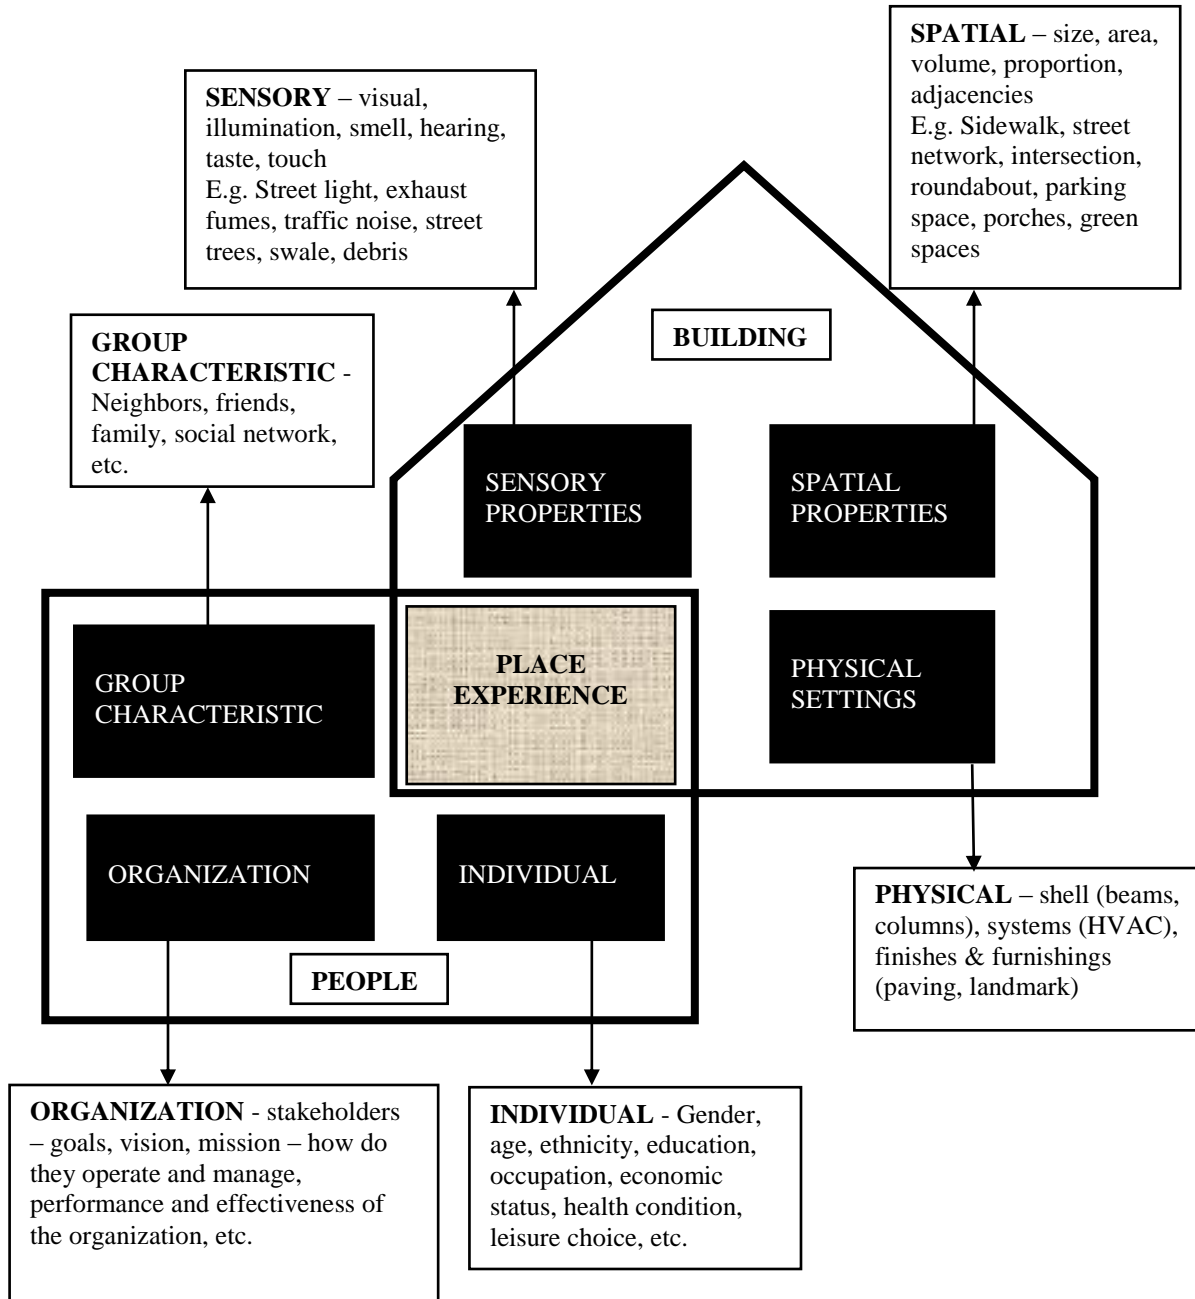 SPATIAL – size, area,
volume, proportion,
adjacencies
E.g. Sidewalk, street
network, intersection,
roundabout, parking
space, porches, green
spaces
SENSORY – visual,
illumination, smell, hearing,
taste, touch
E.g. Street light, exhaust
fumes, traffic noise, street
trees, swale, debris
GROUP
CHARACTERISTIC -
Neighbors, friends,
family, social network,
etc.
BUILDING
SENSORY
PROPERTIES
SPATIAL
PROPERTIES
GROUP
CHARACTERISTIC
PLACE
EXPERIENCE
PHYSICAL
SETTINGS
ORGANIZATION
INDIVIDUAL
PEOPLE
PHYSICAL – shell (beams,
columns), systems (HVAC),
finishes & furnishings
(paving, landmark)
ORGANIZATION - stakeholders
– goals, vision, mission – how do
they operate and manage,
performance and effectiveness of
the organization, etc.
INDIVIDUAL - Gender,
age, ethnicity, education,
occupation, economic
status, health condition,
leisure choice, etc.